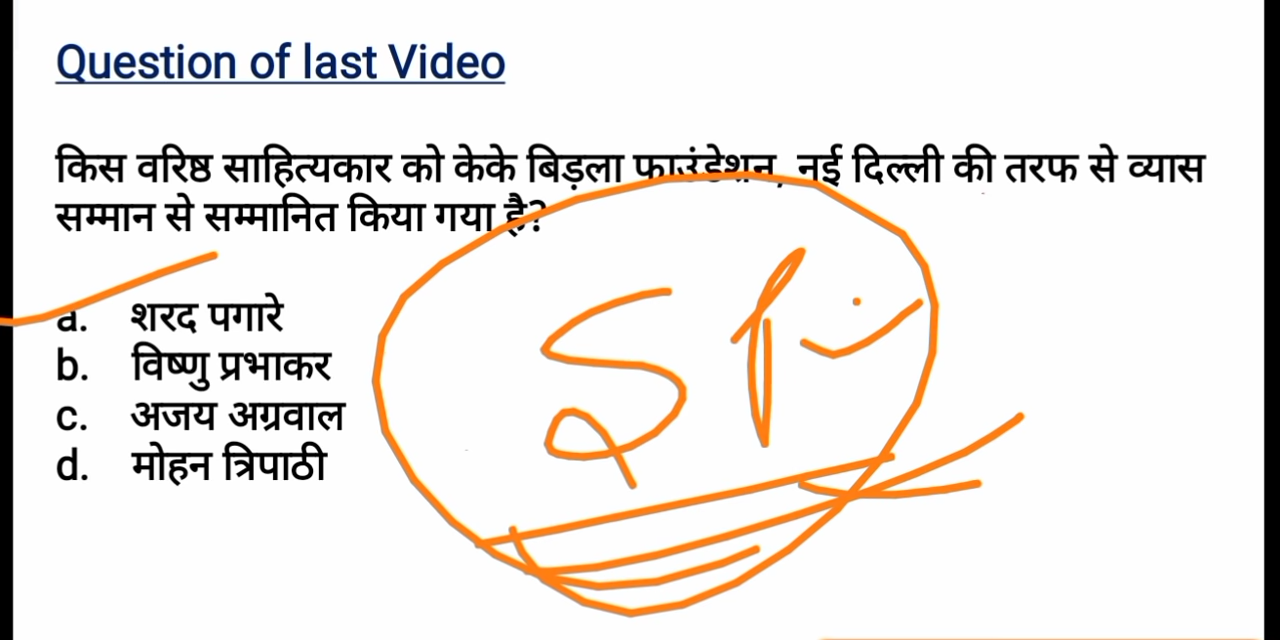 Question of last Video
किस वरिष्ठ साहित्यकार को केके बिड़ला फाउंडेशन, नई दिल्ली की तरफ से व्यास
सम्मान से सम्मानित किया गया है?
a. शरद पगारे
b. विष्णु प्रभाकर
c. अजय अग्रवाल
d. मोहन त्रिपाठी